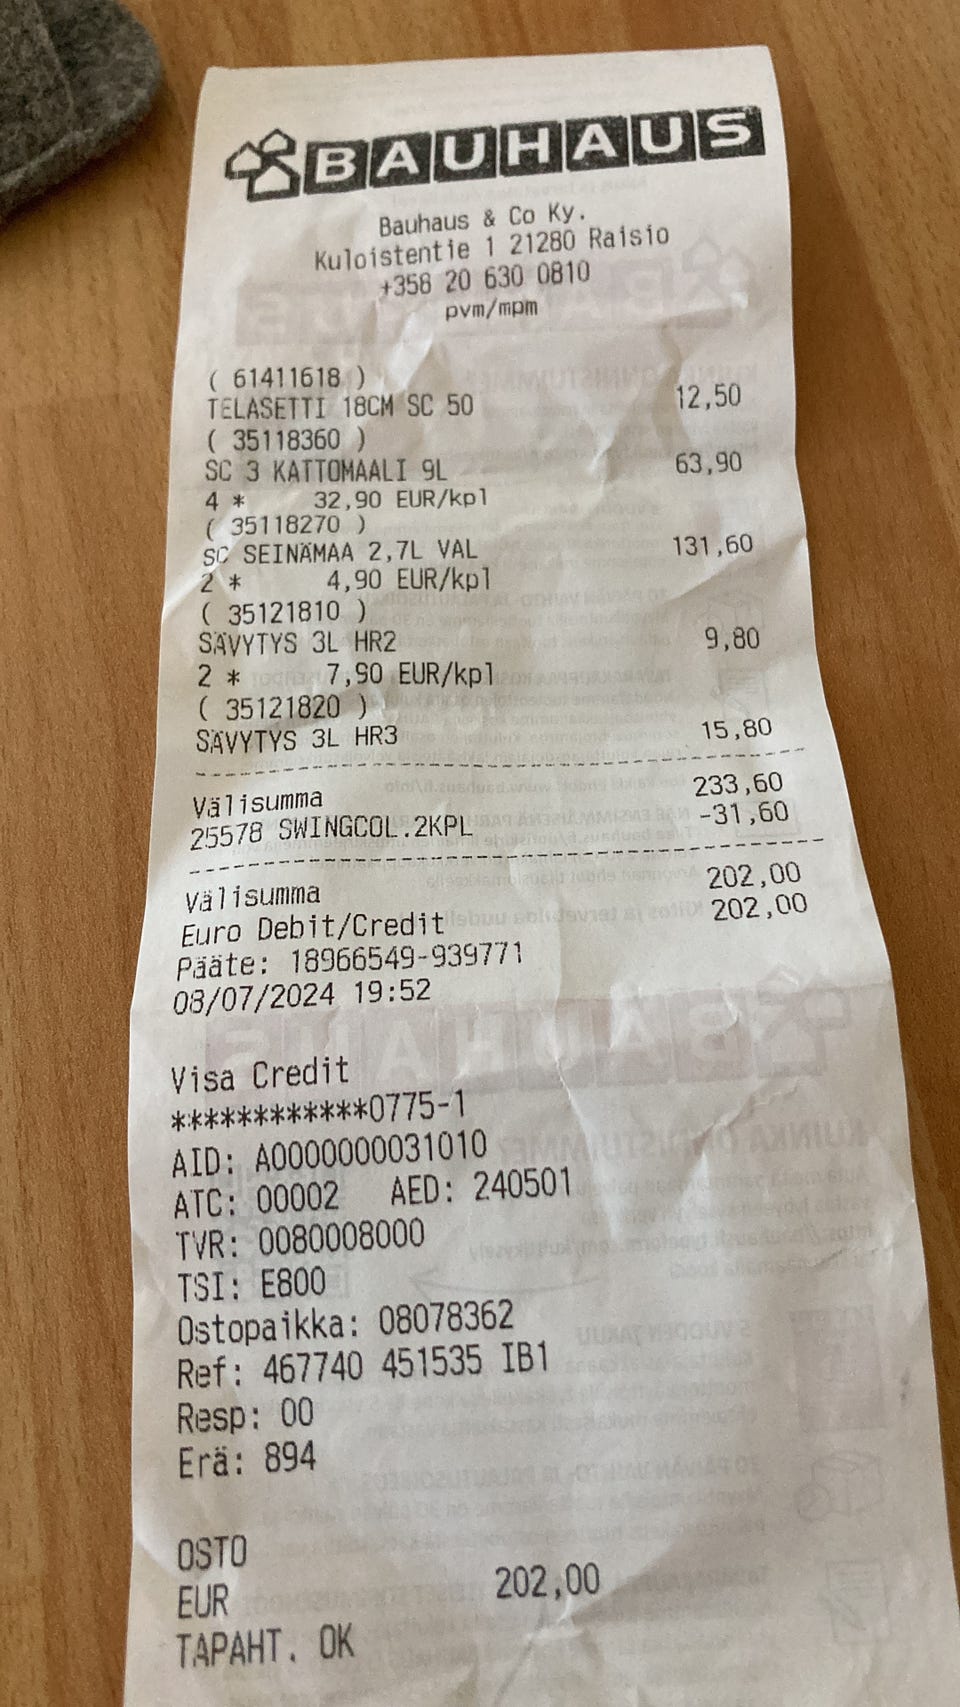 BAUHAUS
Bauhaus & Co Ky.
Kuloistentie 1 21280 Raisio
+358 20 630 0810
pvm/mpm
( 61411618 )
TELASETTI 18CM SC 50 12,50
( 35118360 )
SC 3 KATTOMAALI 9L 63,90
4 * 32,90 EUR/kpl
( 35118270 )
SC SEINÄMAA 2,7L VAL 131,60
2 * 4,90 EUR/kpl
( 35121810 )
SÄVYTYS 3L HR2 9,80
2 * 7,90 EUR/kpl
( 35121820 )
SÄVYTYS 3L HR3 15,80
Välisumma 233,60
25578 SWINGCOL.2KPL -31,60
Välisumma 202,00
Euro Debit/Credit 202,00
Pääte: 18966549-939771
08/07/2024 19:52
Visa Credit
************0775-1
AID: A0000000031010
ATC: 00002 AED: 240501
TVR: 0080008000
TSI: E800
Ostopaikka: 08078362
Ref: 467740 451535 IB1
Resp: 00
Erä: 894
OSTO
EUR 202,00
TAPAHT. OK